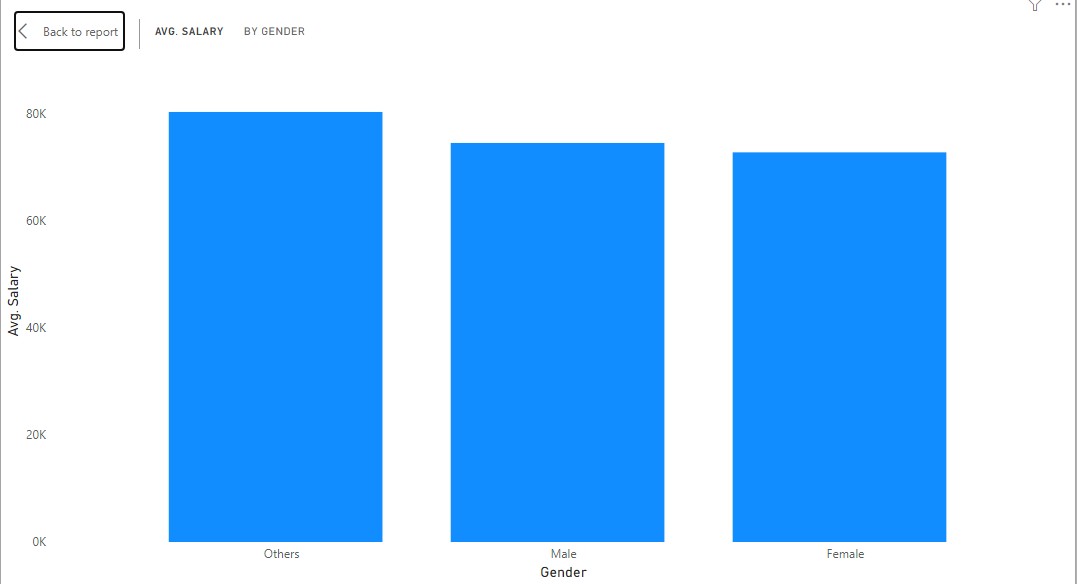 Back to report
AVG. SALARY BY GENDER
80K
60K
40K
20K
0K
Avg. Salary
Others Male Female
Gender